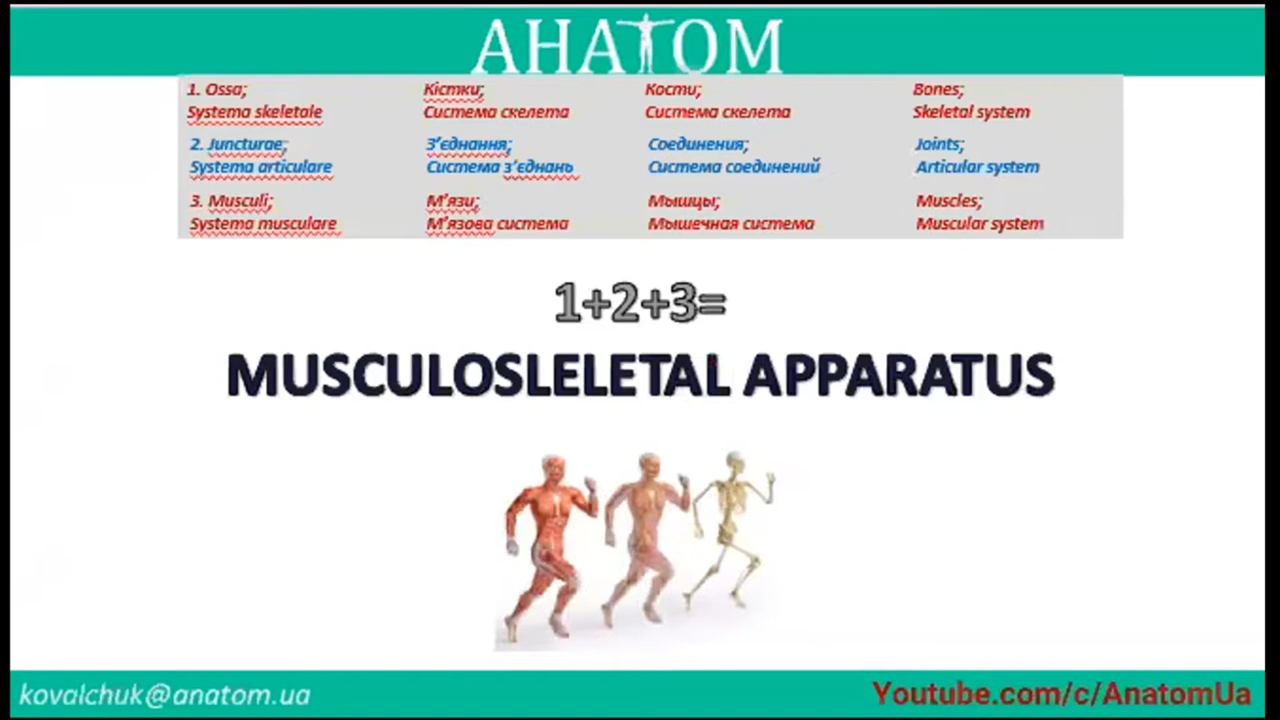 АНАТОМ
1. Ossa; Кістки; Кости; Bones;
Systema skeletale Система скелета Система скелета Skeletal system
2. Juncturae; З’єднання; Соединения; Joints;
Systema articulare Система з’єднань Система соединений Articular system
3. Musculi; М’язи; Мышцы; Muscles;
Systema musculare М’язова система Мышечная система Muscular system
1+2+3=
MUSCULOSLELETAL APPARATUS
kovalchuk@anatom.ua Youtube.com/c/AnatomUa